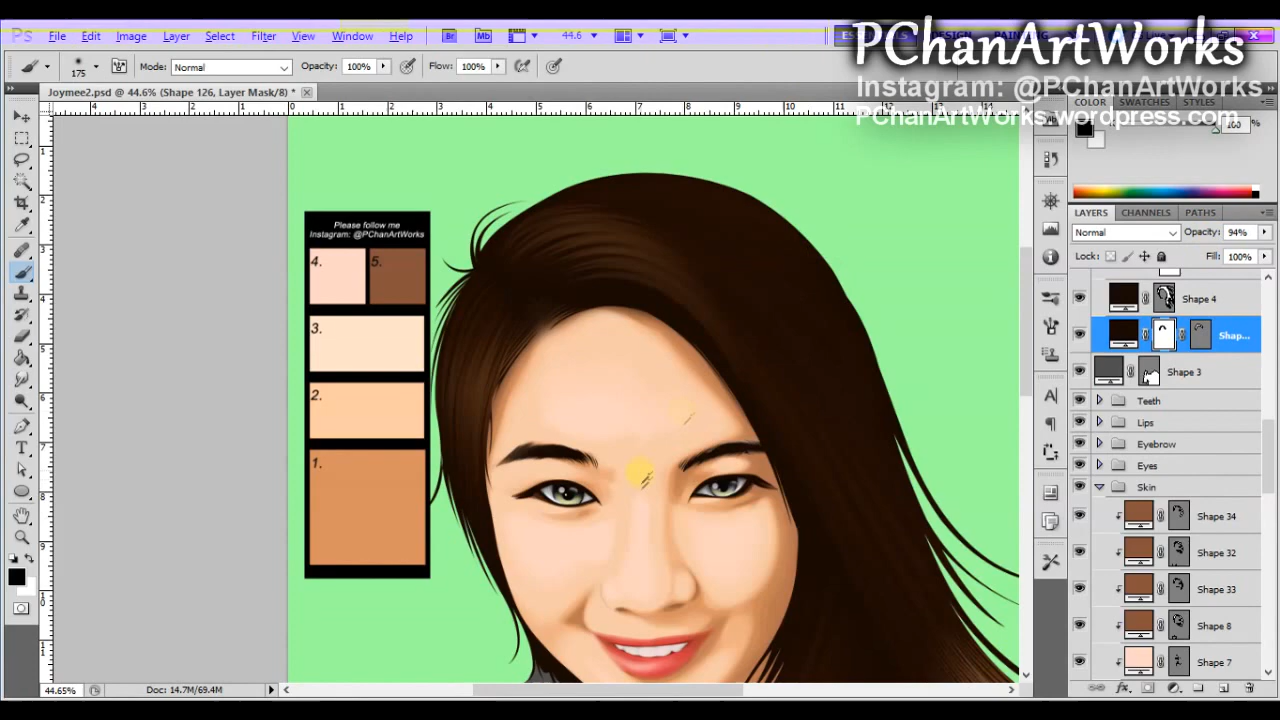 PChanArtWorks
Instagram: @PChanArtWorks
PChanArtWorks.wordpress.com
Ps File Edit Image Layer Select Filter View Window Help Br Mb 44.6
175 Mode: Normal Opacity: 100% Flow: 100%
Joymee2.psd @ 44.6% (Shape 126, Layer Mask/8) *
COLOR SWATCHES STYLES
100 %
LAYERS CHANNELS PATHS
Normal Opacity: 94%
Lock: Fill: 100%
Shape 4
Shap...
Shape 3
Teeth
Lips
Eyebrow
Eyes
Skin
Shape 34
Shape 32
Shape 33
Shape 8
Shape 7
Please follow me
Instagram: @PChanArtWorks
4. 5.
3.
2.
1.
44.65% Doc: 14.7M/69.4M